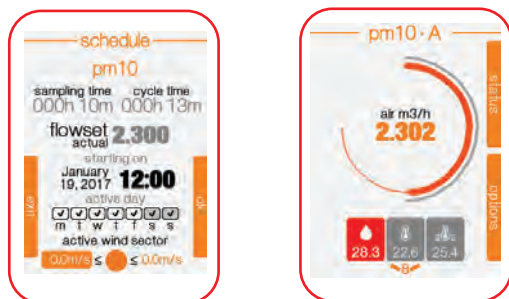 schedule
pm10
sampling time cycle time
000h 10m 000h 13m
flowset 2.300
actual
starting on
January 12:00
19, 2017
active day
m t w t f s s
active wind sector
0.0m/s ≤ ≤ 0.0m/s
exit
ok
pm10 · A
air m3/h
2.302
status
options
28.3 22.6 25.4